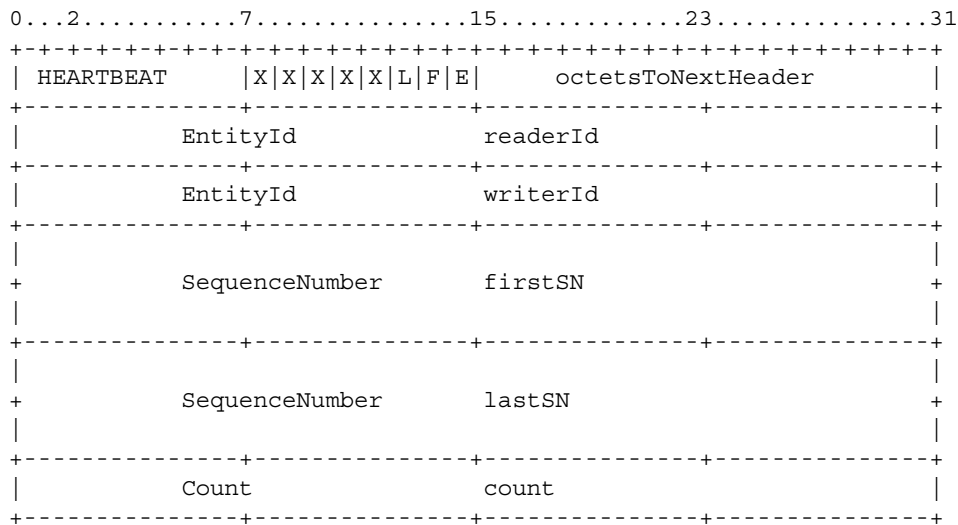 0...2...........7...............15.............23...............31
+-+-+-+-+-+-+-+-+-+-+-+-+-+-+-+-+-+-+-+-+-+-+-+-+-+-+-+-+-+-+-+-+
| HEARTBEAT     |X|X|X|X|X|L|F|E|     octetsToNextHeader        |
+---------------+---------------+---------------+---------------+
|           EntityId             readerId                       |
+---------------+---------------+---------------+---------------+
|           EntityId             writerId                       |
+---------------+---------------+---------------+---------------+
|                                                               |
+           SequenceNumber       firstSN                        +
|                                                               |
+---------------+---------------+---------------+---------------+
|                                                               |
+           SequenceNumber       lastSN                         +
|                                                               |
+---------------+---------------+---------------+---------------+
|           Count                count                          |
+---------------+---------------+---------------+---------------+